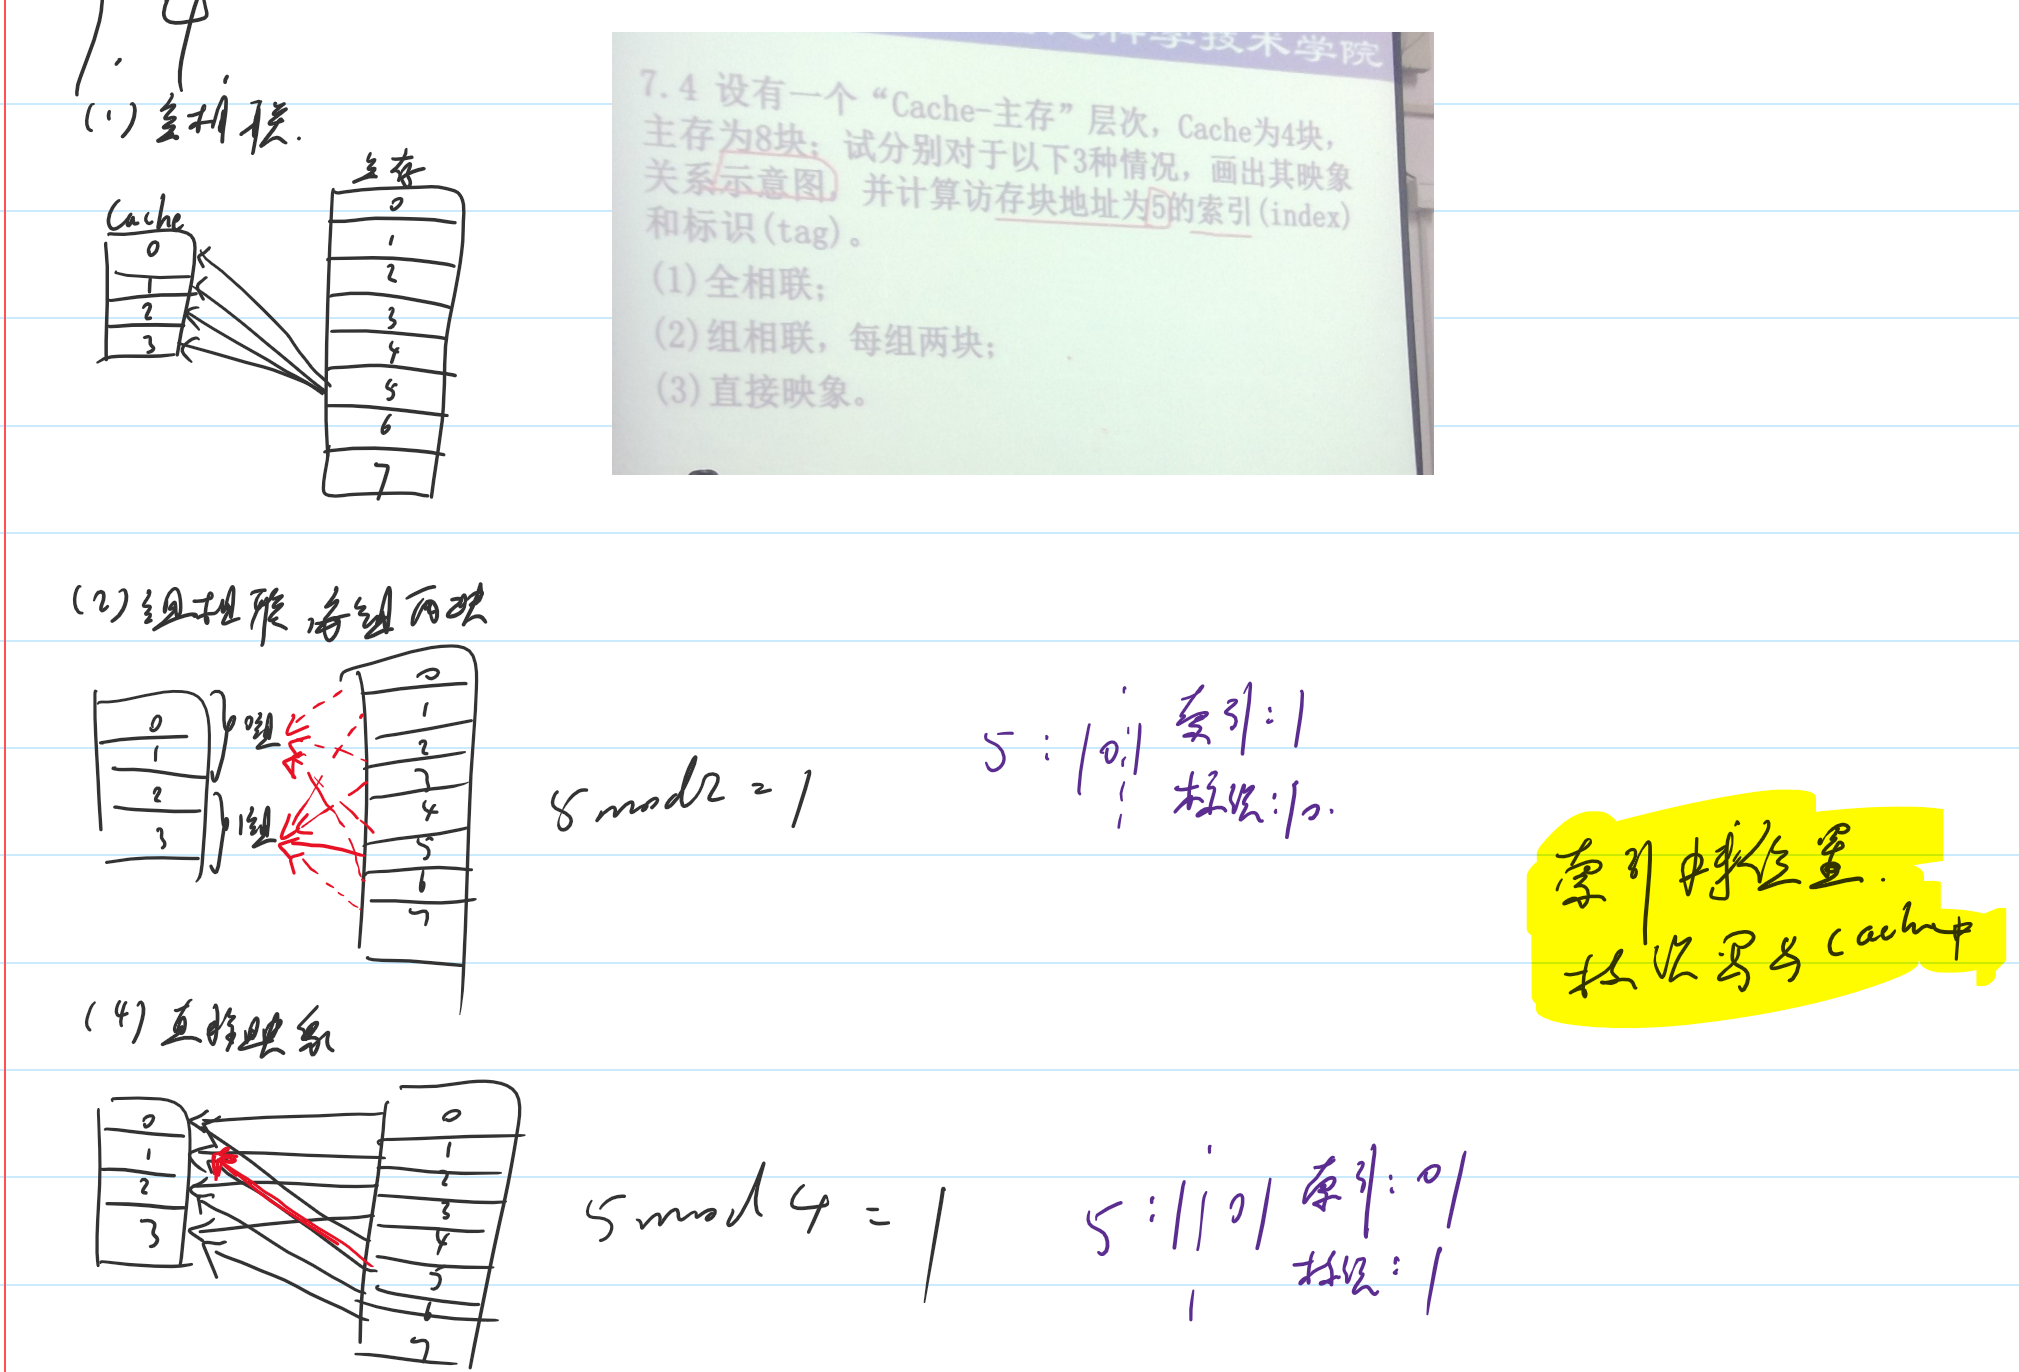 7.4
(1)全相联.
主存
Cache
0
1
2
3
0
1
2
3
4
5
6
7
科学技术学院
7.4 设有一个“Cache-主存”层次，Cache为4块，
主存为8块；试分别对于以下3种情况，画出其映象
关系示意图，并计算访存块地址为5的索引(index)
和标识(tag)。
(1)全相联；
(2)组相联，每组两块；
(3)直接映象。
(2)组相联 每组两块
0
1
2
3
0组
1组
0
1
2
3
4
5
6
7
5 mod 2 = 1
5:101
索引:1
标识:10.
索引 位置.
标识写 Cache中
(4)直接映象
0
1
2
3
0
1
2
3
4
5
6
7
5 mod 4 = 1
5:1 01
索引:01
标识:1